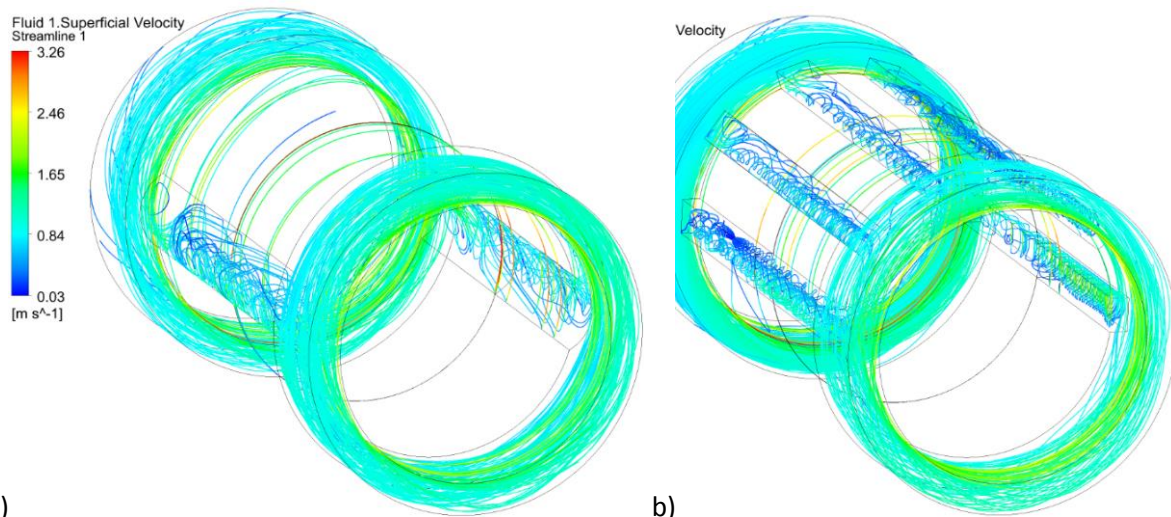 Fluid 1.Superficial Velocity
Streamline 1
3.26
2.46
1.65
0.84
0.03
[m s^-1]
Velocity
)
b)